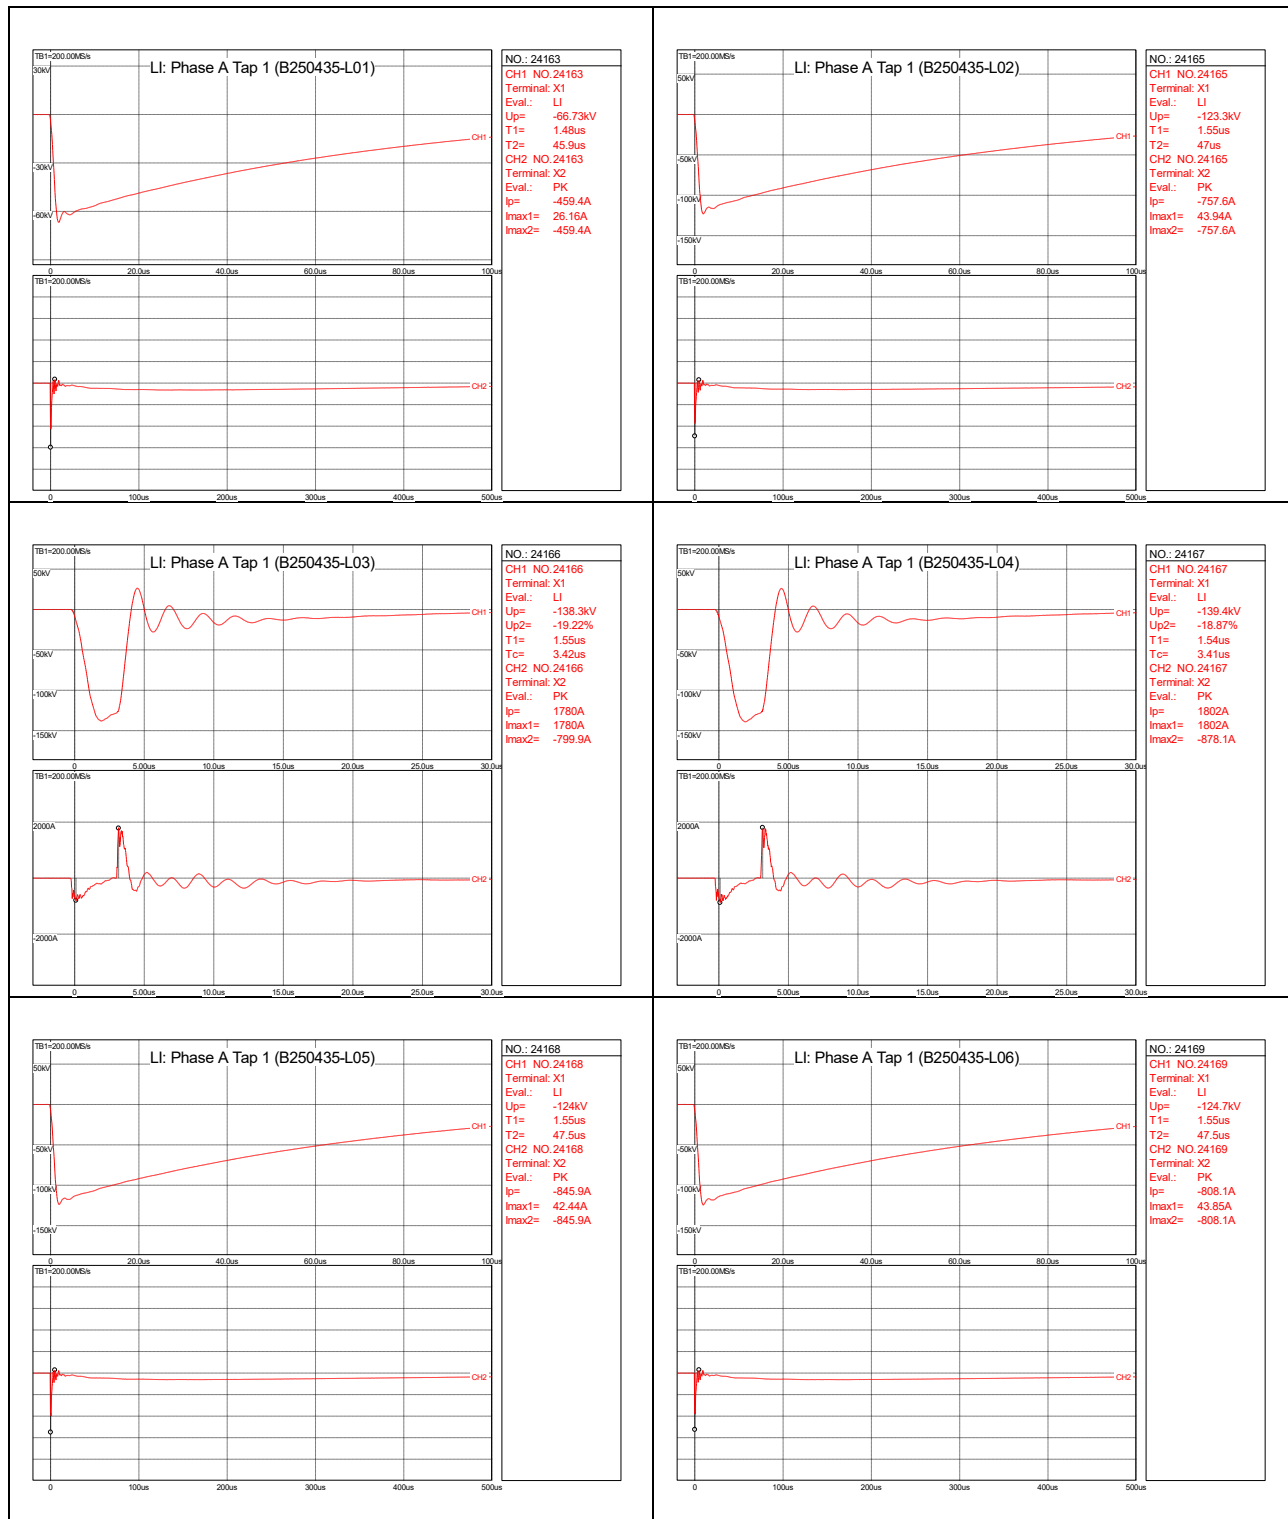 TB1=200.00MS/s
LI: Phase A Tap 1 (B250435-L01)
30kV
-30kV
-60kV
CH1
0 20.0us 40.0us 60.0us 80.0us 100us
TB1=200.00MS/s
CH2
0 100us 200us 300us 400us 500us
NO.: 24163
CH1 NO.24163
Terminal: X1
Eval.: LI
Up= -66.73kV
T1= 1.48us
T2= 45.9us
CH2 NO.24163
Terminal: X2
Eval.: PK
Ip= -459.4A
Imax1= 26.16A
Imax2= -459.4A
TB1=200.00MS/s
LI: Phase A Tap 1 (B250435-L02)
50kV
-50kV
-100kV
-150kV
CH1
0 20.0us 40.0us 60.0us 80.0us 100us
TB1=200.00MS/s
CH2
0 100us 200us 300us 400us 500us
NO.: 24165
CH1 NO.24165
Terminal: X1
Eval.: LI
Up= -123.3kV
T1= 1.55us
T2= 47us
CH2 NO.24165
Terminal: X2
Eval.: PK
Ip= -757.6A
Imax1= 43.94A
Imax2= -757.6A
TB1=200.00MS/s
LI: Phase A Tap 1 (B250435-L03)
50kV
-50kV
-100kV
-150kV
CH1
0 5.00us 10.0us 15.0us 20.0us 25.0us 30.0us
TB1=200.00MS/s
2000A
-2000A
CH2
0 5.00us 10.0us 15.0us 20.0us 25.0us 30.0us
NO.: 24166
CH1 NO.24166
Terminal: X1
Eval.: LI
Up= -138.3kV
Up2= -19.22%
T1= 1.55us
Tc= 3.42us
CH2 NO.24166
Terminal: X2
Eval.: PK
Ip= 1780A
Imax1= 1780A
Imax2= -799.9A
TB1=200.00MS/s
LI: Phase A Tap 1 (B250435-L04)
50kV
-50kV
-100kV
-150kV
CH1
0 5.00us 10.0us 15.0us 20.0us 25.0us 30.0us
TB1=200.00MS/s
2000A
-2000A
CH2
0 5.00us 10.0us 15.0us 20.0us 25.0us 30.0us
NO.: 24167
CH1 NO.24167
Terminal: X1
Eval.: LI
Up= -139.4kV
Up2= -18.87%
T1= 1.54us
Tc= 3.41us
CH2 NO.24167
Terminal: X2
Eval.: PK
Ip= 1802A
Imax1= 1802A
Imax2= -878.1A
TB1=200.00MS/s
LI: Phase A Tap 1 (B250435-L05)
50kV
-50kV
-100kV
-150kV
CH1
0 20.0us 40.0us 60.0us 80.0us 100us
TB1=200.00MS/s
CH2
0 100us 200us 300us 400us 500us
NO.: 24168
CH1 NO.24168
Terminal: X1
Eval.: LI
Up= -124kV
T1= 1.55us
T2= 47.5us
CH2 NO.24168
Terminal: X2
Eval.: PK
Ip= -845.9A
Imax1= 42.44A
Imax2= -845.9A
TB1=200.00MS/s
LI: Phase A Tap 1 (B250435-L06)
50kV
-50kV
-100kV
-150kV
CH1
0 20.0us 40.0us 60.0us 80.0us 100us
TB1=200.00MS/s
CH2
0 100us 200us 300us 400us 500us
NO.: 24169
CH1 NO.24169
Terminal: X1
Eval.: LI
Up= -124.7kV
T1= 1.55us
T2= 47.5us
CH2 NO.24169
Terminal: X2
Eval.: PK
Ip= -808.1A
Imax1= 43.85A
Imax2= -808.1A